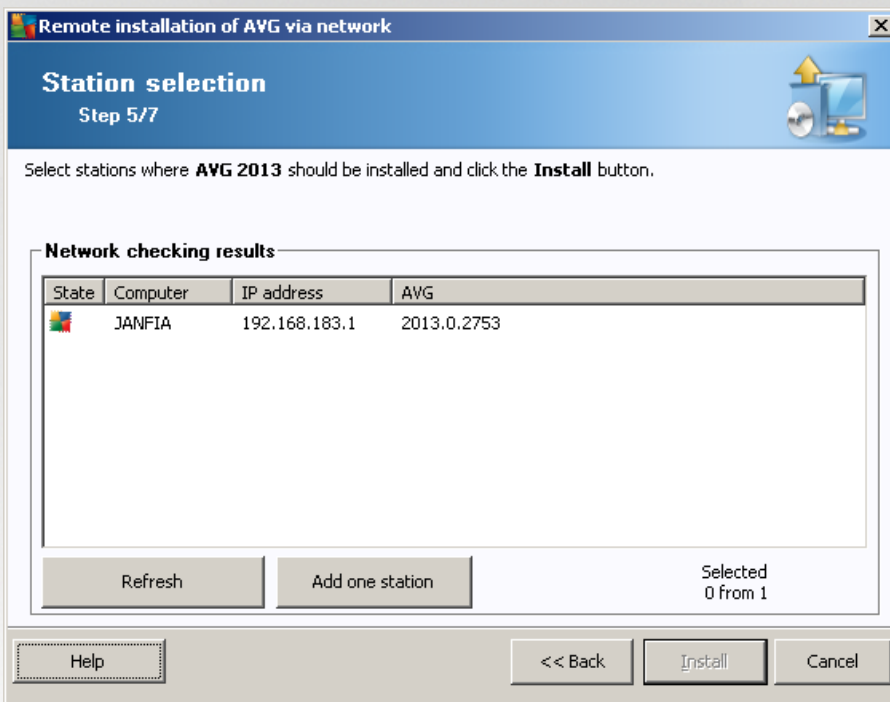 Remote installation of AVG via network
Station selection
Step 5/7
Select stations where AVG 2013 should be installed and click the Install button.
Network checking results
State Computer IP address AVG
JANFIA 192.168.183.1 2013.0.2753
Refresh Add one station Selected
0 from 1
Help << Back Install Cancel